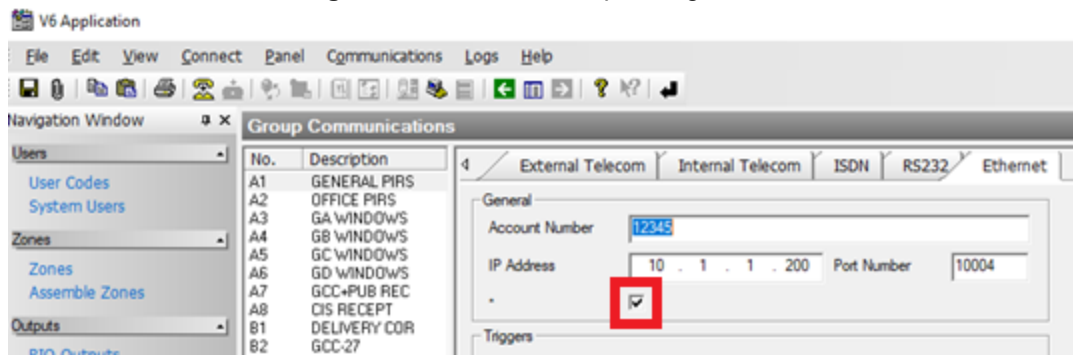 V6 Application
File Edit View Connect Panel Communications Logs Help
Navigation Window
Group Communications
Users
User Codes
System Users
Zones
Zones
Assemble Zones
Outputs
RIO Outputs
No. Description
A1 GENERAL PIRS
A2 OFFICE PIRS
A3 GA WINDOWS
A4 GB WINDOWS
A5 GC WINDOWS
A6 GD WINDOWS
A7 GCC+PUB REC
A8 CIS RECEPT
B1 DELIVERY COR
B2 GCC-27
External Telecom Internal Telecom ISDN RS232 Ethernet
General
Account Number 12345
IP Address 10 . 1 . 1 . 200 Port Number 10004
Triggers